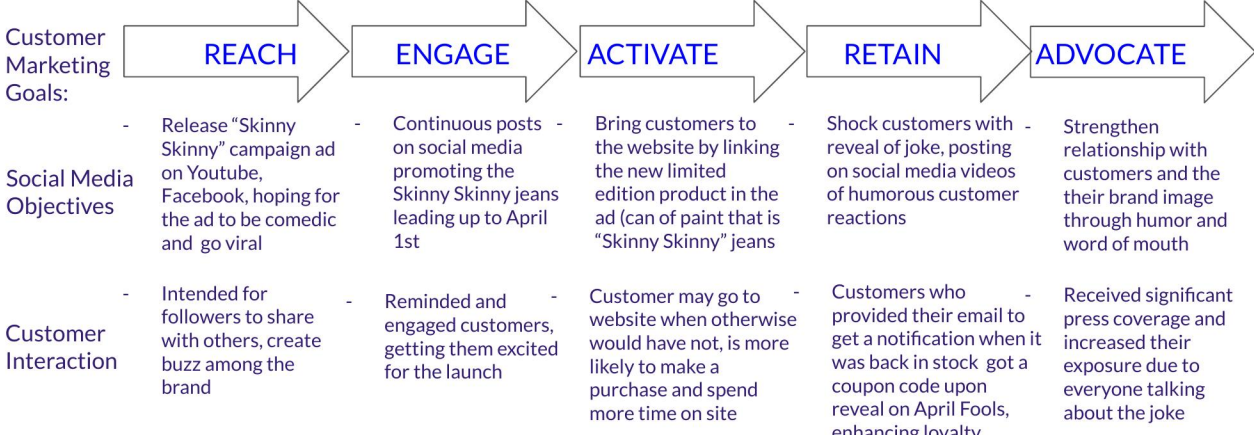 Customer
Marketing
Goals:
REACH
ENGAGE
ACTIVATE
RETAIN
ADVOCATE
Social Media
Objectives
- Release “Skinny
Skinny” campaign ad
on Youtube,
Facebook, hoping for
the ad to be comedic
and go viral
- Continuous posts
on social media
promoting the
Skinny Skinny jeans
leading up to April
1st
- Bring customers to
the website by linking
the new limited
edition product in the
ad (can of paint that is
“Skinny Skinny” jeans
- Shock customers with
reveal of joke, posting
on social media videos
of humorous customer
reactions
- Strengthen
relationship with
customers and the
their brand image
through humor and
word of mouth
Customer
Interaction
- Intended for
followers to share
with others, create
buzz among the
brand
- Reminded and
engaged customers,
getting them excited
for the launch
- Customer may go to
website when otherwise
would have not, is more
likely to make a
purchase and spend
more time on site
- Customers who
provided their email to
get a notification when it
was back in stock got a
coupon code upon
reveal on April Fools,
enhancing loyalty
- Received significant
press coverage and
increased their
exposure due to
everyone talking
about the joke